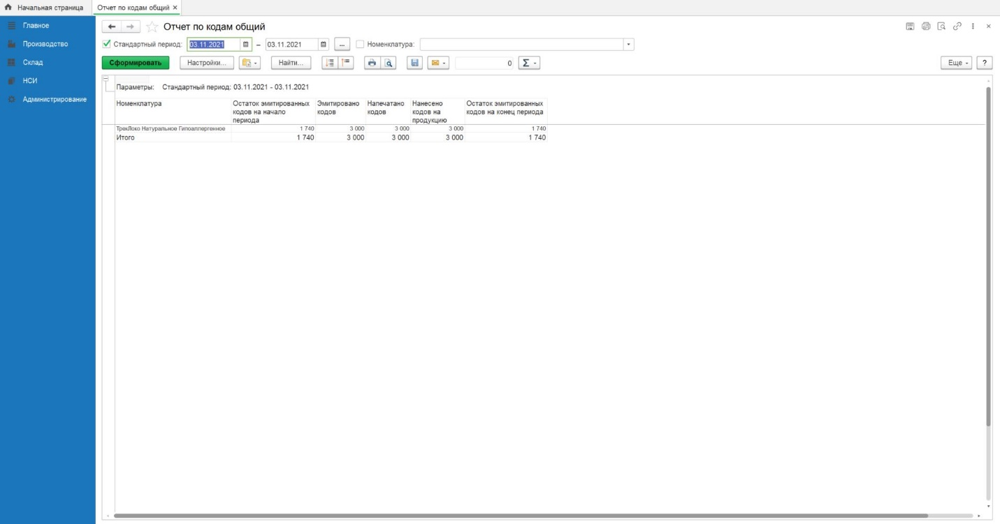 Начальная страница Отчет по кодам общий ×
Главное
Производство
Склад
НСИ
Администрирование
Отчет по кодам общий
Стандартный период: 03.11.2021 – 03.11.2021 ... Номенклатура:
Сформировать Настройки... Найти... 0 Σ Еще ?
Параметры: Стандартный период: 03.11.2021 - 03.11.2021
Номенклатура Остаток эмитированных Эмитировано Напечатано Нанесено Остаток эмитированных
кодов на начало кодов кодов кодов на кодов на конец периода
периода продукцию
ТрекЛоко Натуральное Гипоаллергенное 1 740 3 000 3 000 3 000 1 740
Итого 1 740 3 000 3 000 3 000 1 740